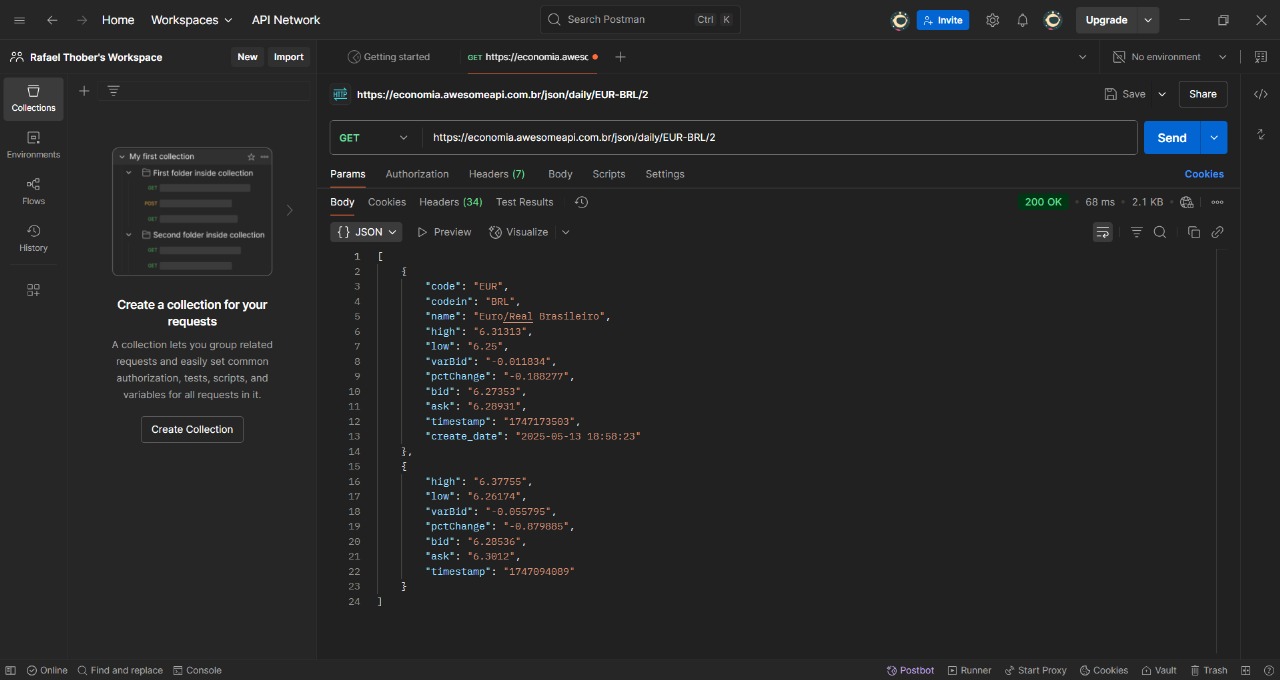 Home Workspaces API Network Search Postman Ctrl K Invite Upgrade
Rafael Thober's Workspace New Import Getting started GET https://economia.awesc No environment
Collections
Environments
Flows
History
My first collection
First folder inside collection
GET
POST
GET
Second folder inside collection
GET
GET
Create a collection for your
requests
A collection lets you group related
requests and easily set common
authorization, tests, scripts, and
variables for all requests in it.
Create Collection
HTTP https://economia.awesomeapi.com.br/json/daily/EUR-BRL/2 Save Share
GET https://economia.awesomeapi.com.br/json/daily/EUR-BRL/2 Send
Params Authorization Headers (7) Body Scripts Settings Cookies
Body Cookies Headers (34) Test Results 200 OK • 68 ms • 2.1 KB
{} JSON Preview Visualize
1 [
2 {
3 "code": "EUR",
4 "codein": "BRL",
5 "name": "Euro/Real Brasileiro",
6 "high": "6.31313",
7 "low": "6.25",
8 "varBid": "-0.011834",
9 "pctChange": "-0.188277",
10 "bid": "6.27353",
11 "ask": "6.28931",
12 "timestamp": "1747173503",
13 "create_date": "2025-05-13 18:58:23"
14 },
15 {
16 "high": "6.37755",
17 "low": "6.26174",
18 "varBid": "-0.055795",
19 "pctChange": "-0.879885",
20 "bid": "6.28536",
21 "ask": "6.3012",
22 "timestamp": "1747094089"
23 }
24 ]
Online Find and replace Console Postbot Runner Start Proxy Cookies Vault Trash